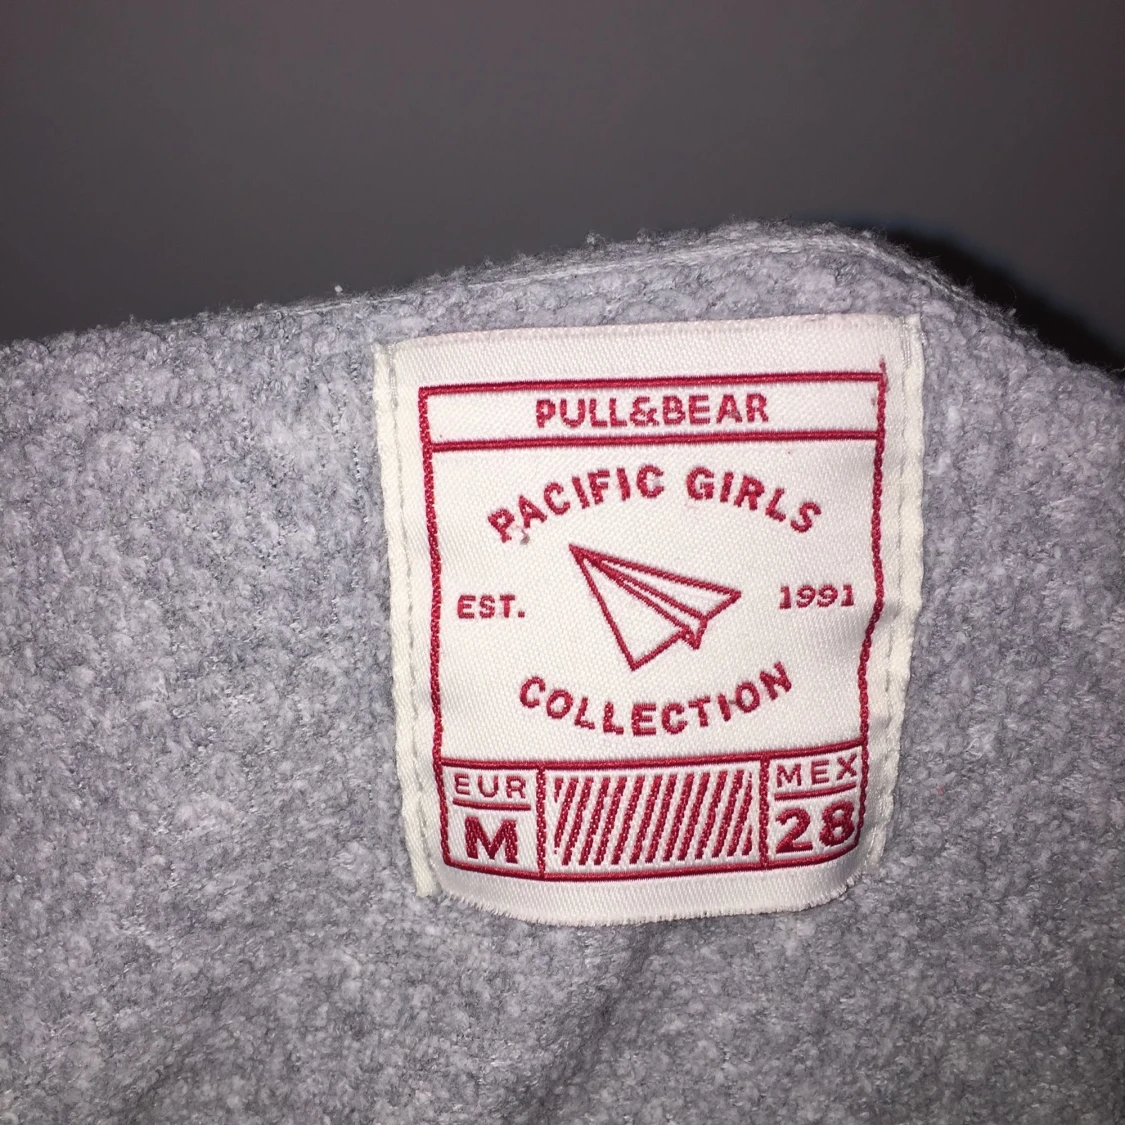 PULL&BEAR
PACIFIC GIRLS
EST. 1991
COLLECTION
EUR MEX
M 28